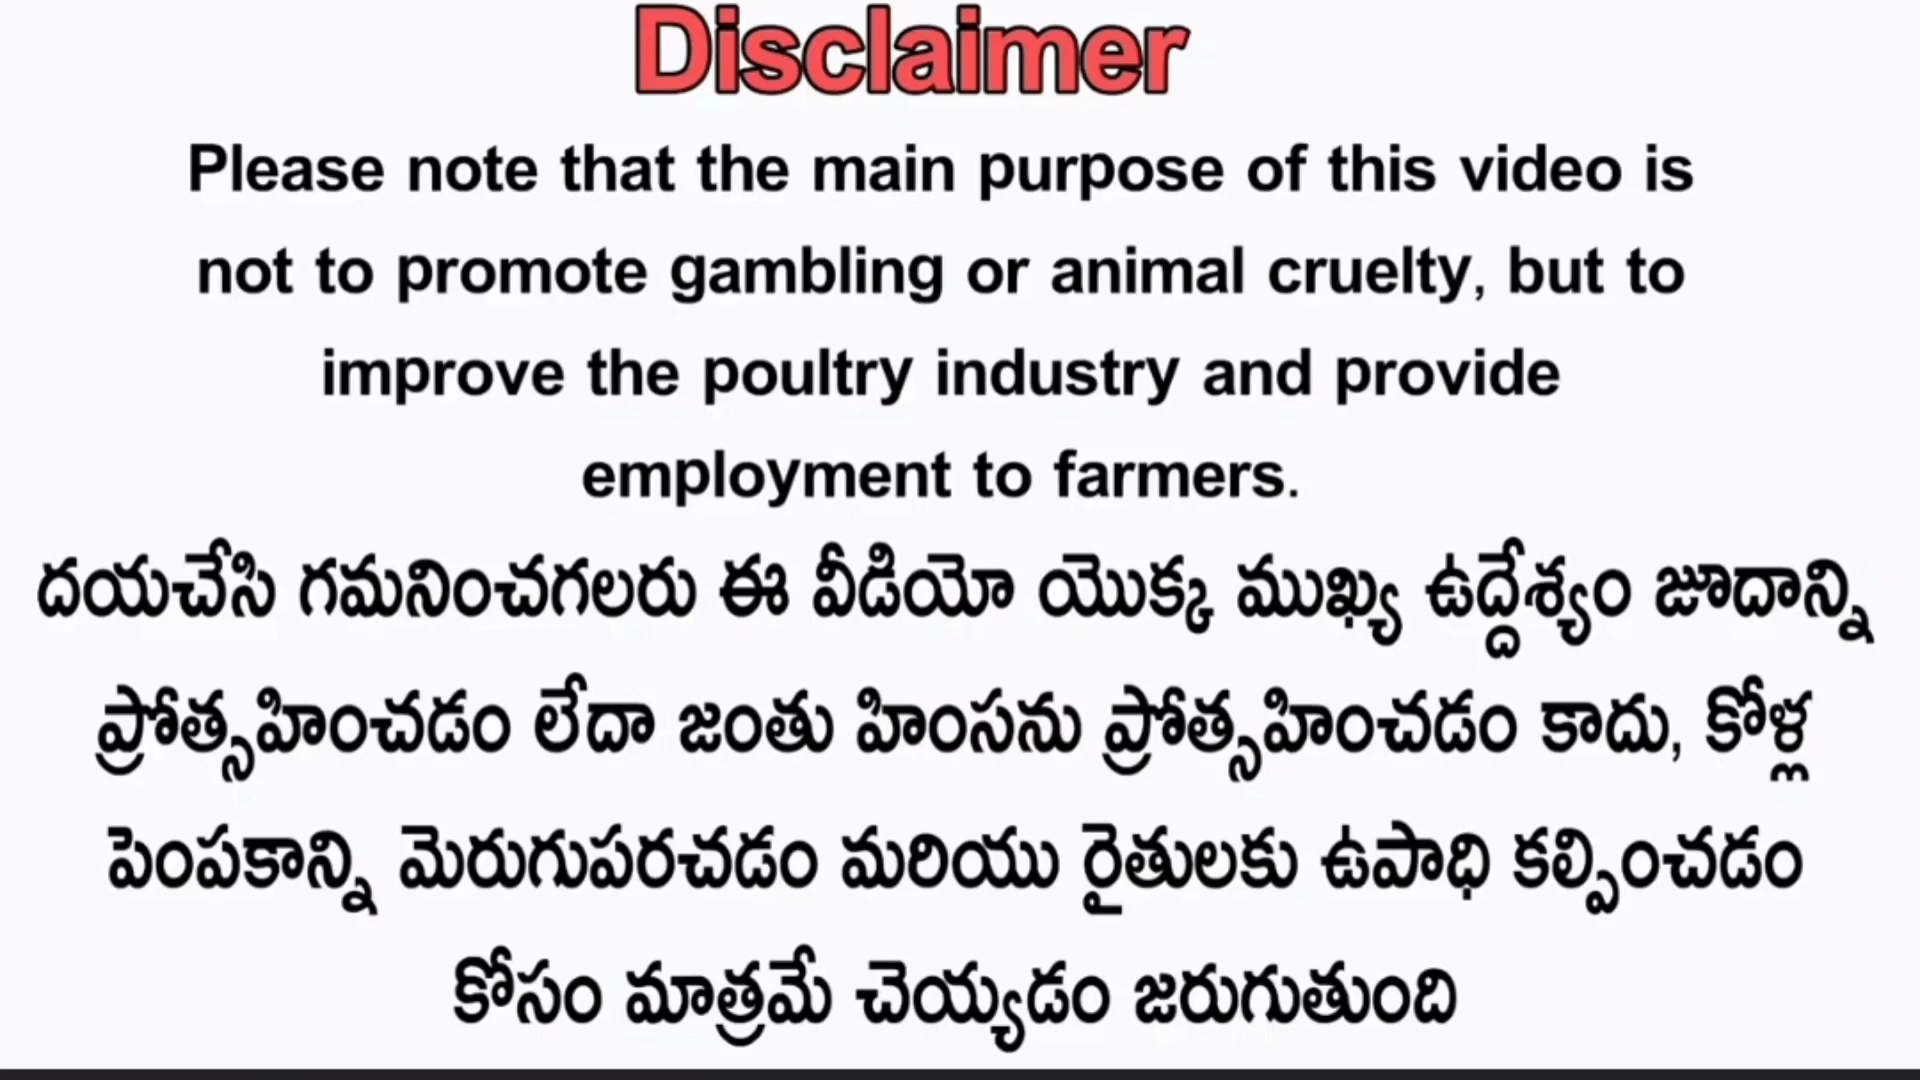 Disclaimer
Please note that the main purpose of this video is
not to promote gambling or animal cruelty, but to
improve the poultry industry and provide
employment to farmers.
దయచేసి గమనించగలరు ఈ వీడియో యొక్క ముఖ్య ఉద్దేశ్యం జూదాన్ని
ప్రోత్సహించడం లేదా జంతు హింసను ప్రోత్సహించడం కాదు, కోళ్ల
పెంపకాన్ని మెరుగుపరచడం మరియు రైతులకు ఉపాధి కల్పించడం
కోసం మాత్రమే చెయ్యడం జరుగుతుంది